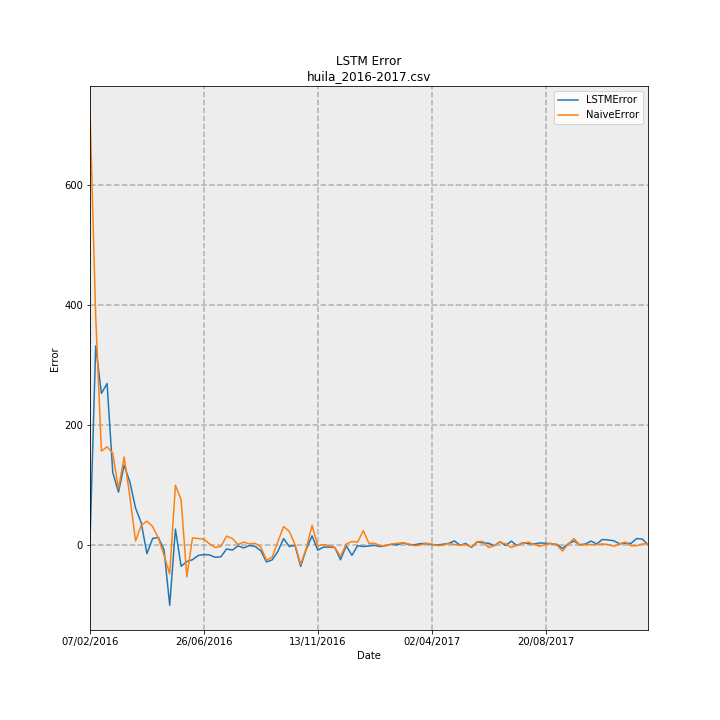 LSTM Error
huila_2016-2017.csv
LSTMError
NaiveError
600
400
200
0
Error
07/02/2016
26/06/2016
13/11/2016
02/04/2017
20/08/2017
Date